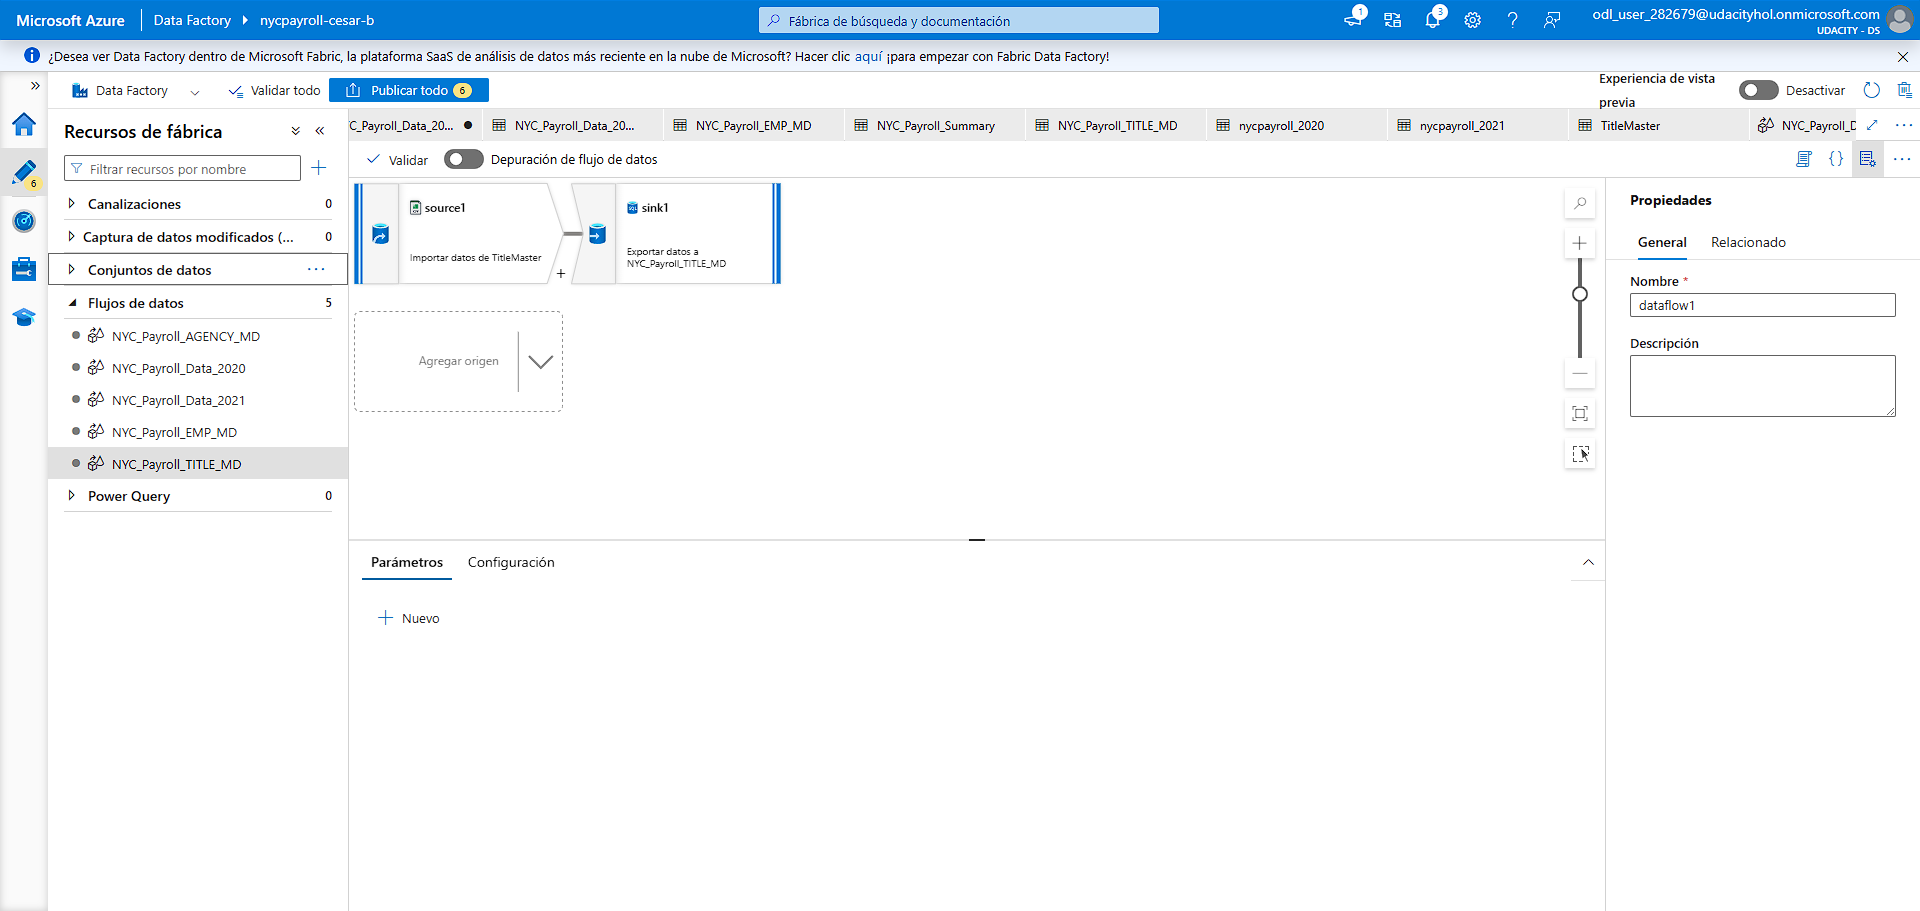 Microsoft Azure
Data Factory
nycpayroll-cesar-b
Fábrica de búsqueda y documentación
1
3
odl_user_282679@udacityhol.onmicrosoft.com
UDACITY - DS
¿Desea ver Data Factory dentro de Microsoft Fabric, la plataforma SaaS de análisis de datos más reciente en la nube de Microsoft? Hacer clic aquí ¡para empezar con Fabric Data Factory!
Data Factory
Validar todo
Publicar todo 6
Experiencia de vista previa
Desactivar
Recursos de fábrica
C_Payroll_Data_20...
NYC_Payroll_Data_20...
NYC_Payroll_EMP_MD
NYC_Payroll_Summary
NYC_Payroll_TITLE_MD
nycpayroll_2020
nycpayroll_2021
TitleMaster
NYC_Payroll_D
Filtrar recursos por nombre
6
Validar
Depuración de flujo de datos
Canalizaciones 0
Captura de datos modificados (... 0
Conjuntos de datos
Flujos de datos 5
NYC_Payroll_AGENCY_MD
NYC_Payroll_Data_2020
NYC_Payroll_Data_2021
NYC_Payroll_EMP_MD
NYC_Payroll_TITLE_MD
Power Query 0
source1
Importar datos de TitleMaster
sink1
Exportar datos a
NYC_Payroll_TITLE_MD
Agregar origen
Parámetros
Configuración
Nuevo
Propiedades
General
Relacionado
Nombre *
dataflow1
Descripción